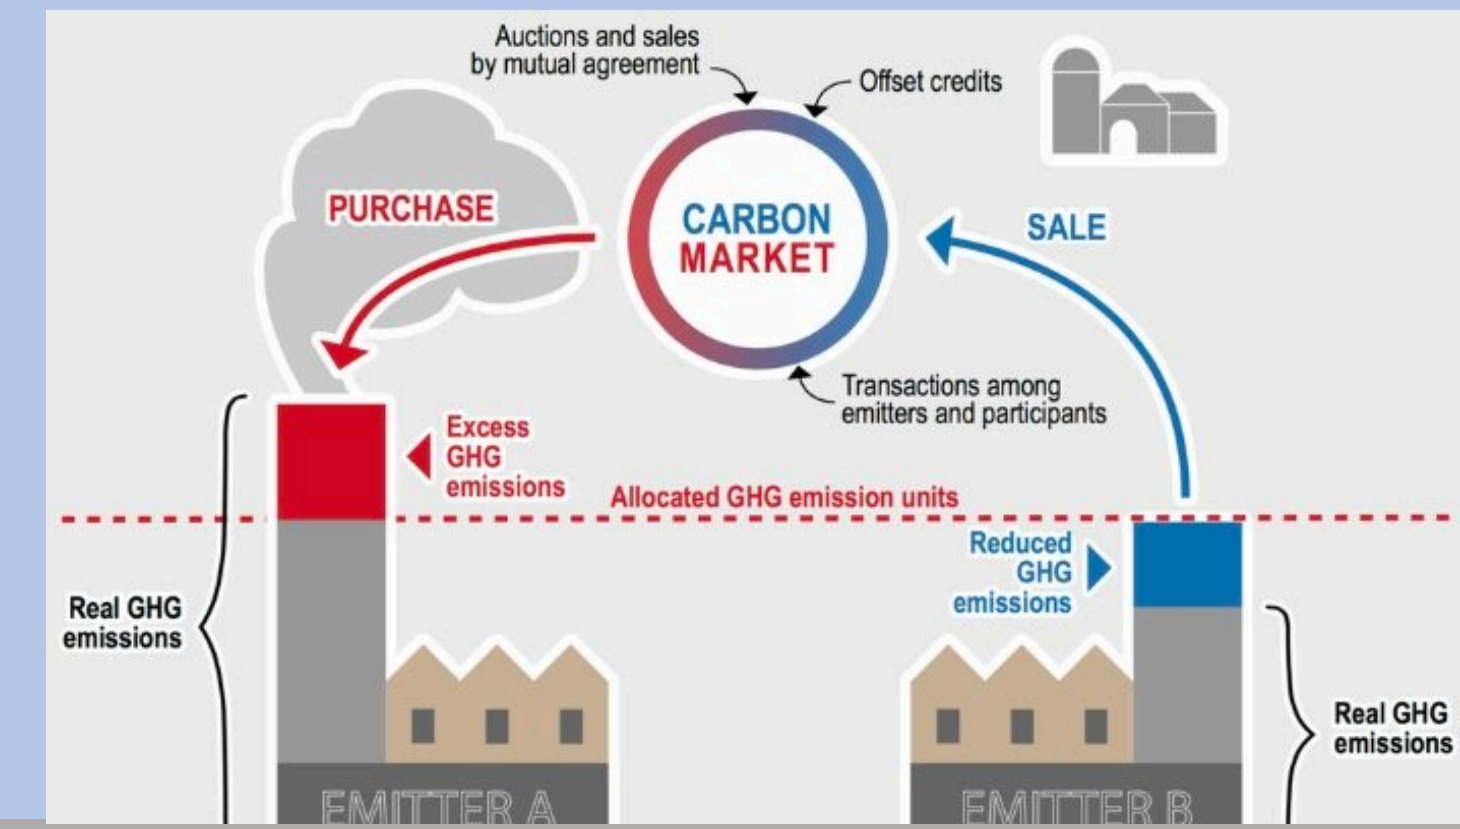 Auctions and sales
by mutual agreement
Offset credits
PURCHASE
CARBON
MARKET
SALE
Transactions among
emitters and participants
Excess
GHG
emissions
Allocated GHG emission units
Reduced
GHG
emissions
Real GHG
emissions
Real GHG
emissions
EMITTER A
EMITTER B